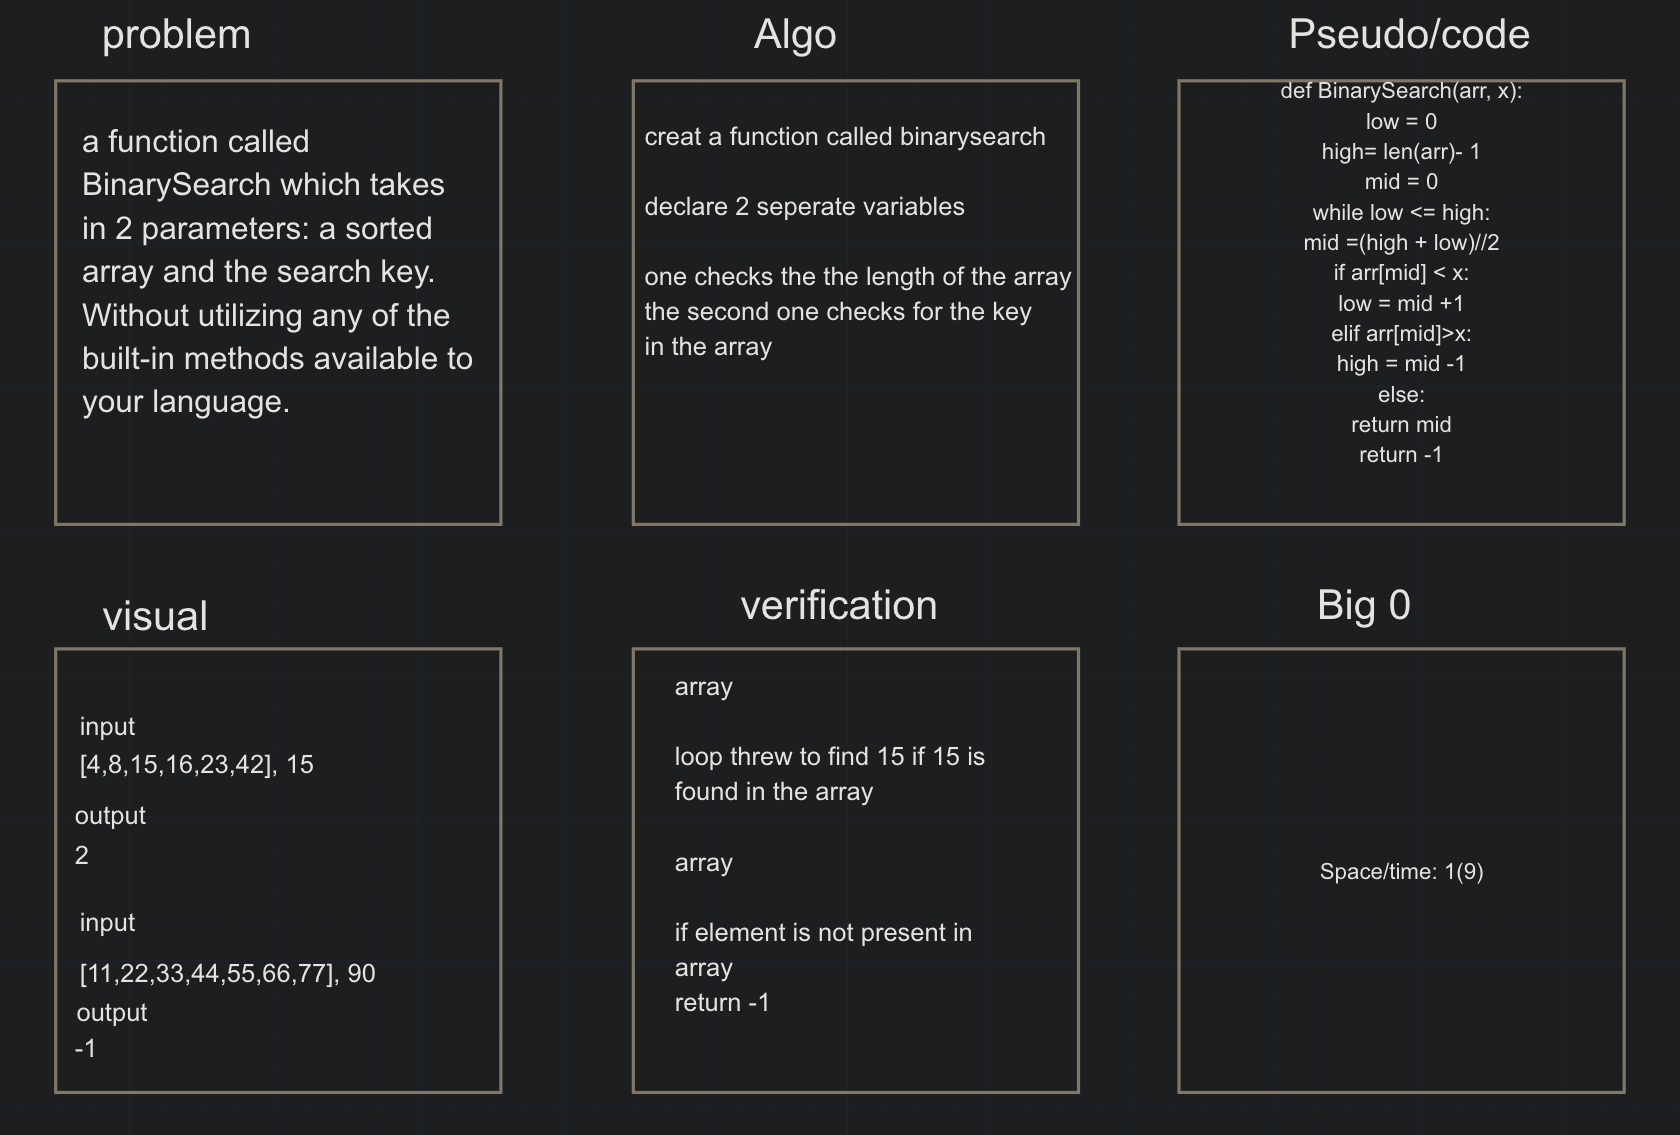 problem
a function called
BinarySearch which takes
in 2 parameters: a sorted
array and the search key.
Without utilizing any of the
built-in methods available to
your language.
Algo
creat a function called binarysearch
declare 2 seperate variables
one checks the the length of the array
the second one checks for the key
in the array
Pseudo/code
def BinarySearch(arr, x):
low = 0
high= len(arr)- 1
mid = 0
while low <= high:
mid =(high + low)//2
if arr[mid] < x:
low = mid +1
elif arr[mid]>x:
high = mid -1
else:
return mid
return -1
visual
input
[4,8,15,16,23,42], 15
output
2
input
[11,22,33,44,55,66,77], 90
output
-1
verification
array
loop threw to find 15 if 15 is
found in the array
array
if element is not present in
array
return -1
Big 0
Space/time: 1(9)